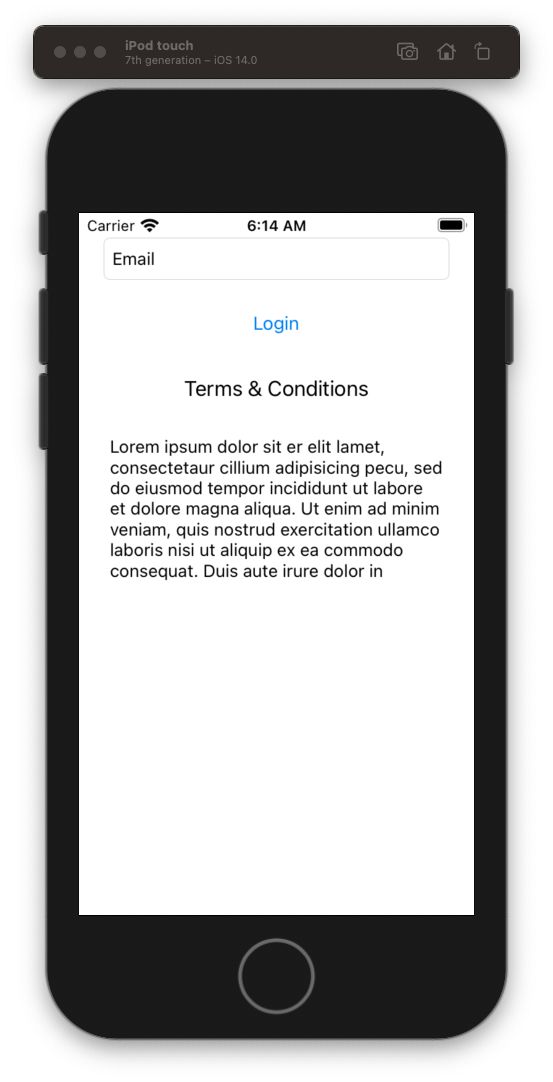 iPod touch
7th generation – iOS 14.0
Carrier 6:14 AM
Email
Login
Terms & Conditions
Lorem ipsum dolor sit er elit lamet,
consectetaur cillium adipisicing pecu, sed
do eiusmod tempor incididunt ut labore
et dolore magna aliqua. Ut enim ad minim
veniam, quis nostrud exercitation ullamco
laboris nisi ut aliquip ex ea commodo
consequat. Duis aute irure dolor in